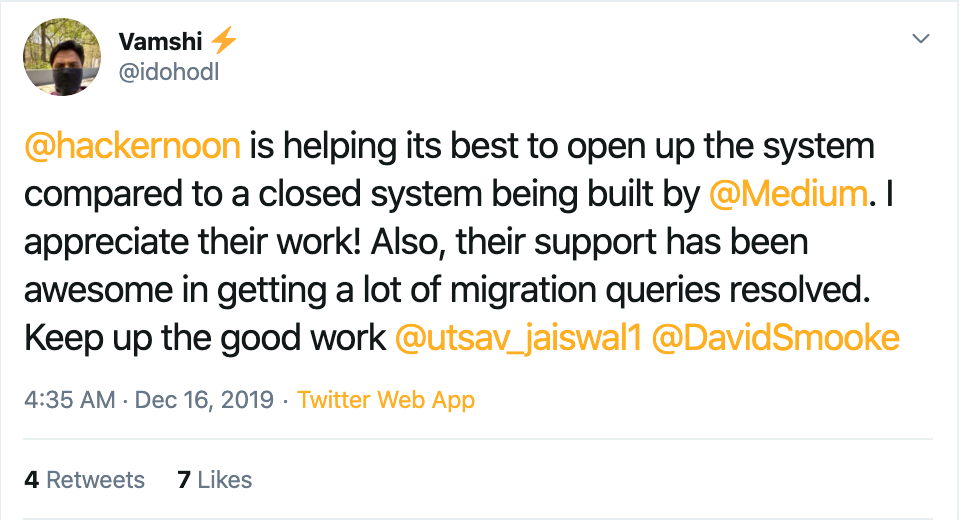 Vamshi ⚡
@idohodl
@hackernoon is helping its best to open up the system
compared to a closed system being built by @Medium. I
appreciate their work! Also, their support has been
awesome in getting a lot of migration queries resolved.
Keep up the good work @utsav_jaiswal1 @DavidSmooke
4:35 AM · Dec 16, 2019 · Twitter Web App
4 Retweets 7 Likes